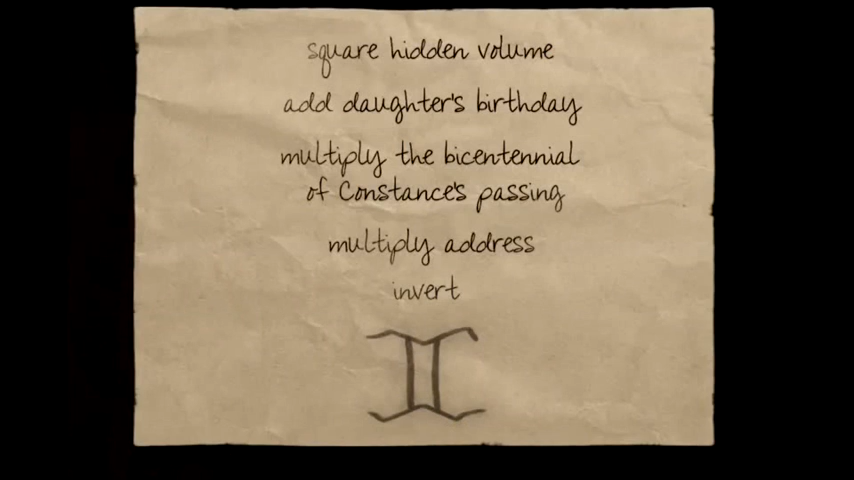 square hidden volume
add daughter's birthday
multiply the bicentennial
of Constance's passing
multiply address
invert